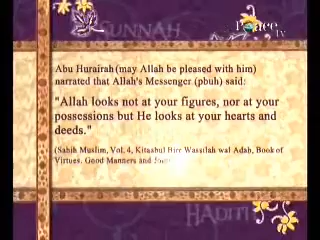 SUNNAH
Peace tv
Abu Hurairah (may Allah be pleased with him)
narrated that Allah's Messenger (pbuh) said:
"Allah looks not at your figures, nor at your
possessions but He looks at your hearts and
deeds."
(Sahih Muslim, Vol. 4, Kitaabul Birr Wassilah wal Adab, Book of
Virtues, Good Manners and
HADITH